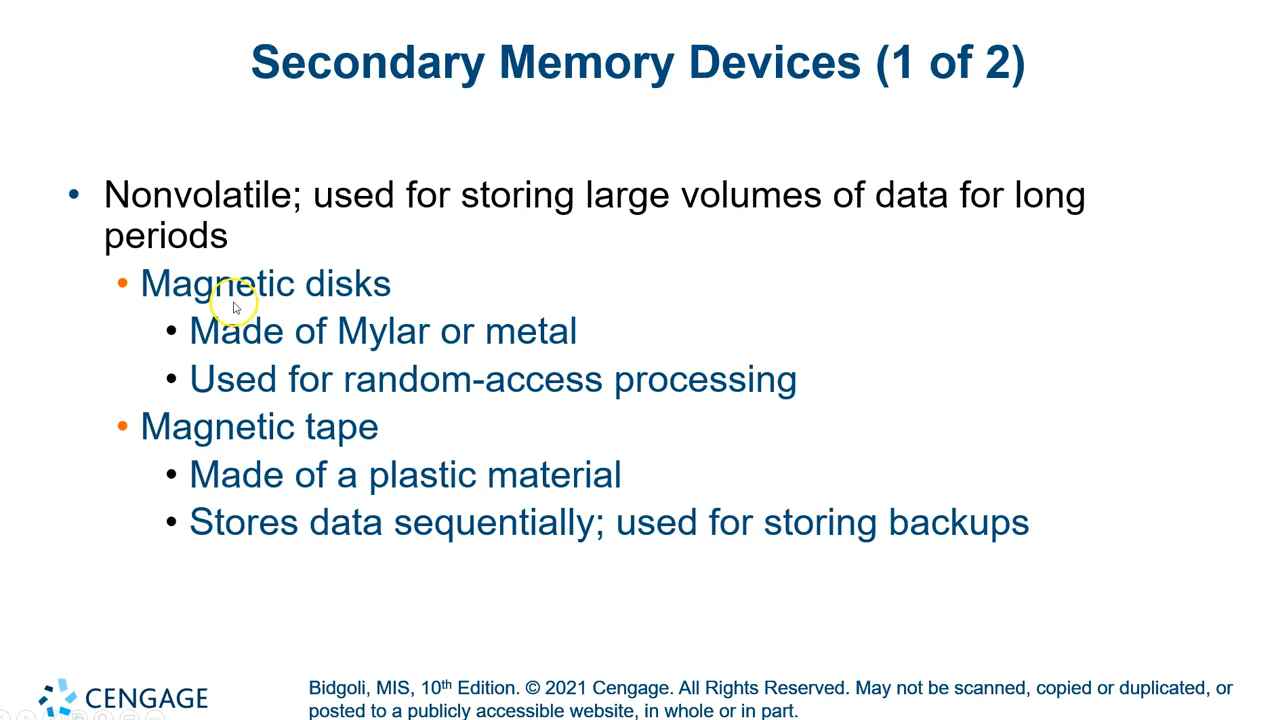 Secondary Memory Devices (1 of 2)
• Nonvolatile; used for storing large volumes of data for long
periods
• Magnetic disks
• Made of Mylar or metal
• Used for random-access processing
• Magnetic tape
• Made of a plastic material
• Stores data sequentially; used for storing backups
CENGAGE
Bidgoli, MIS, 10th Edition. © 2021 Cengage. All Rights Reserved. May not be scanned, copied or duplicated, or
posted to a publicly accessible website, in whole or in part.